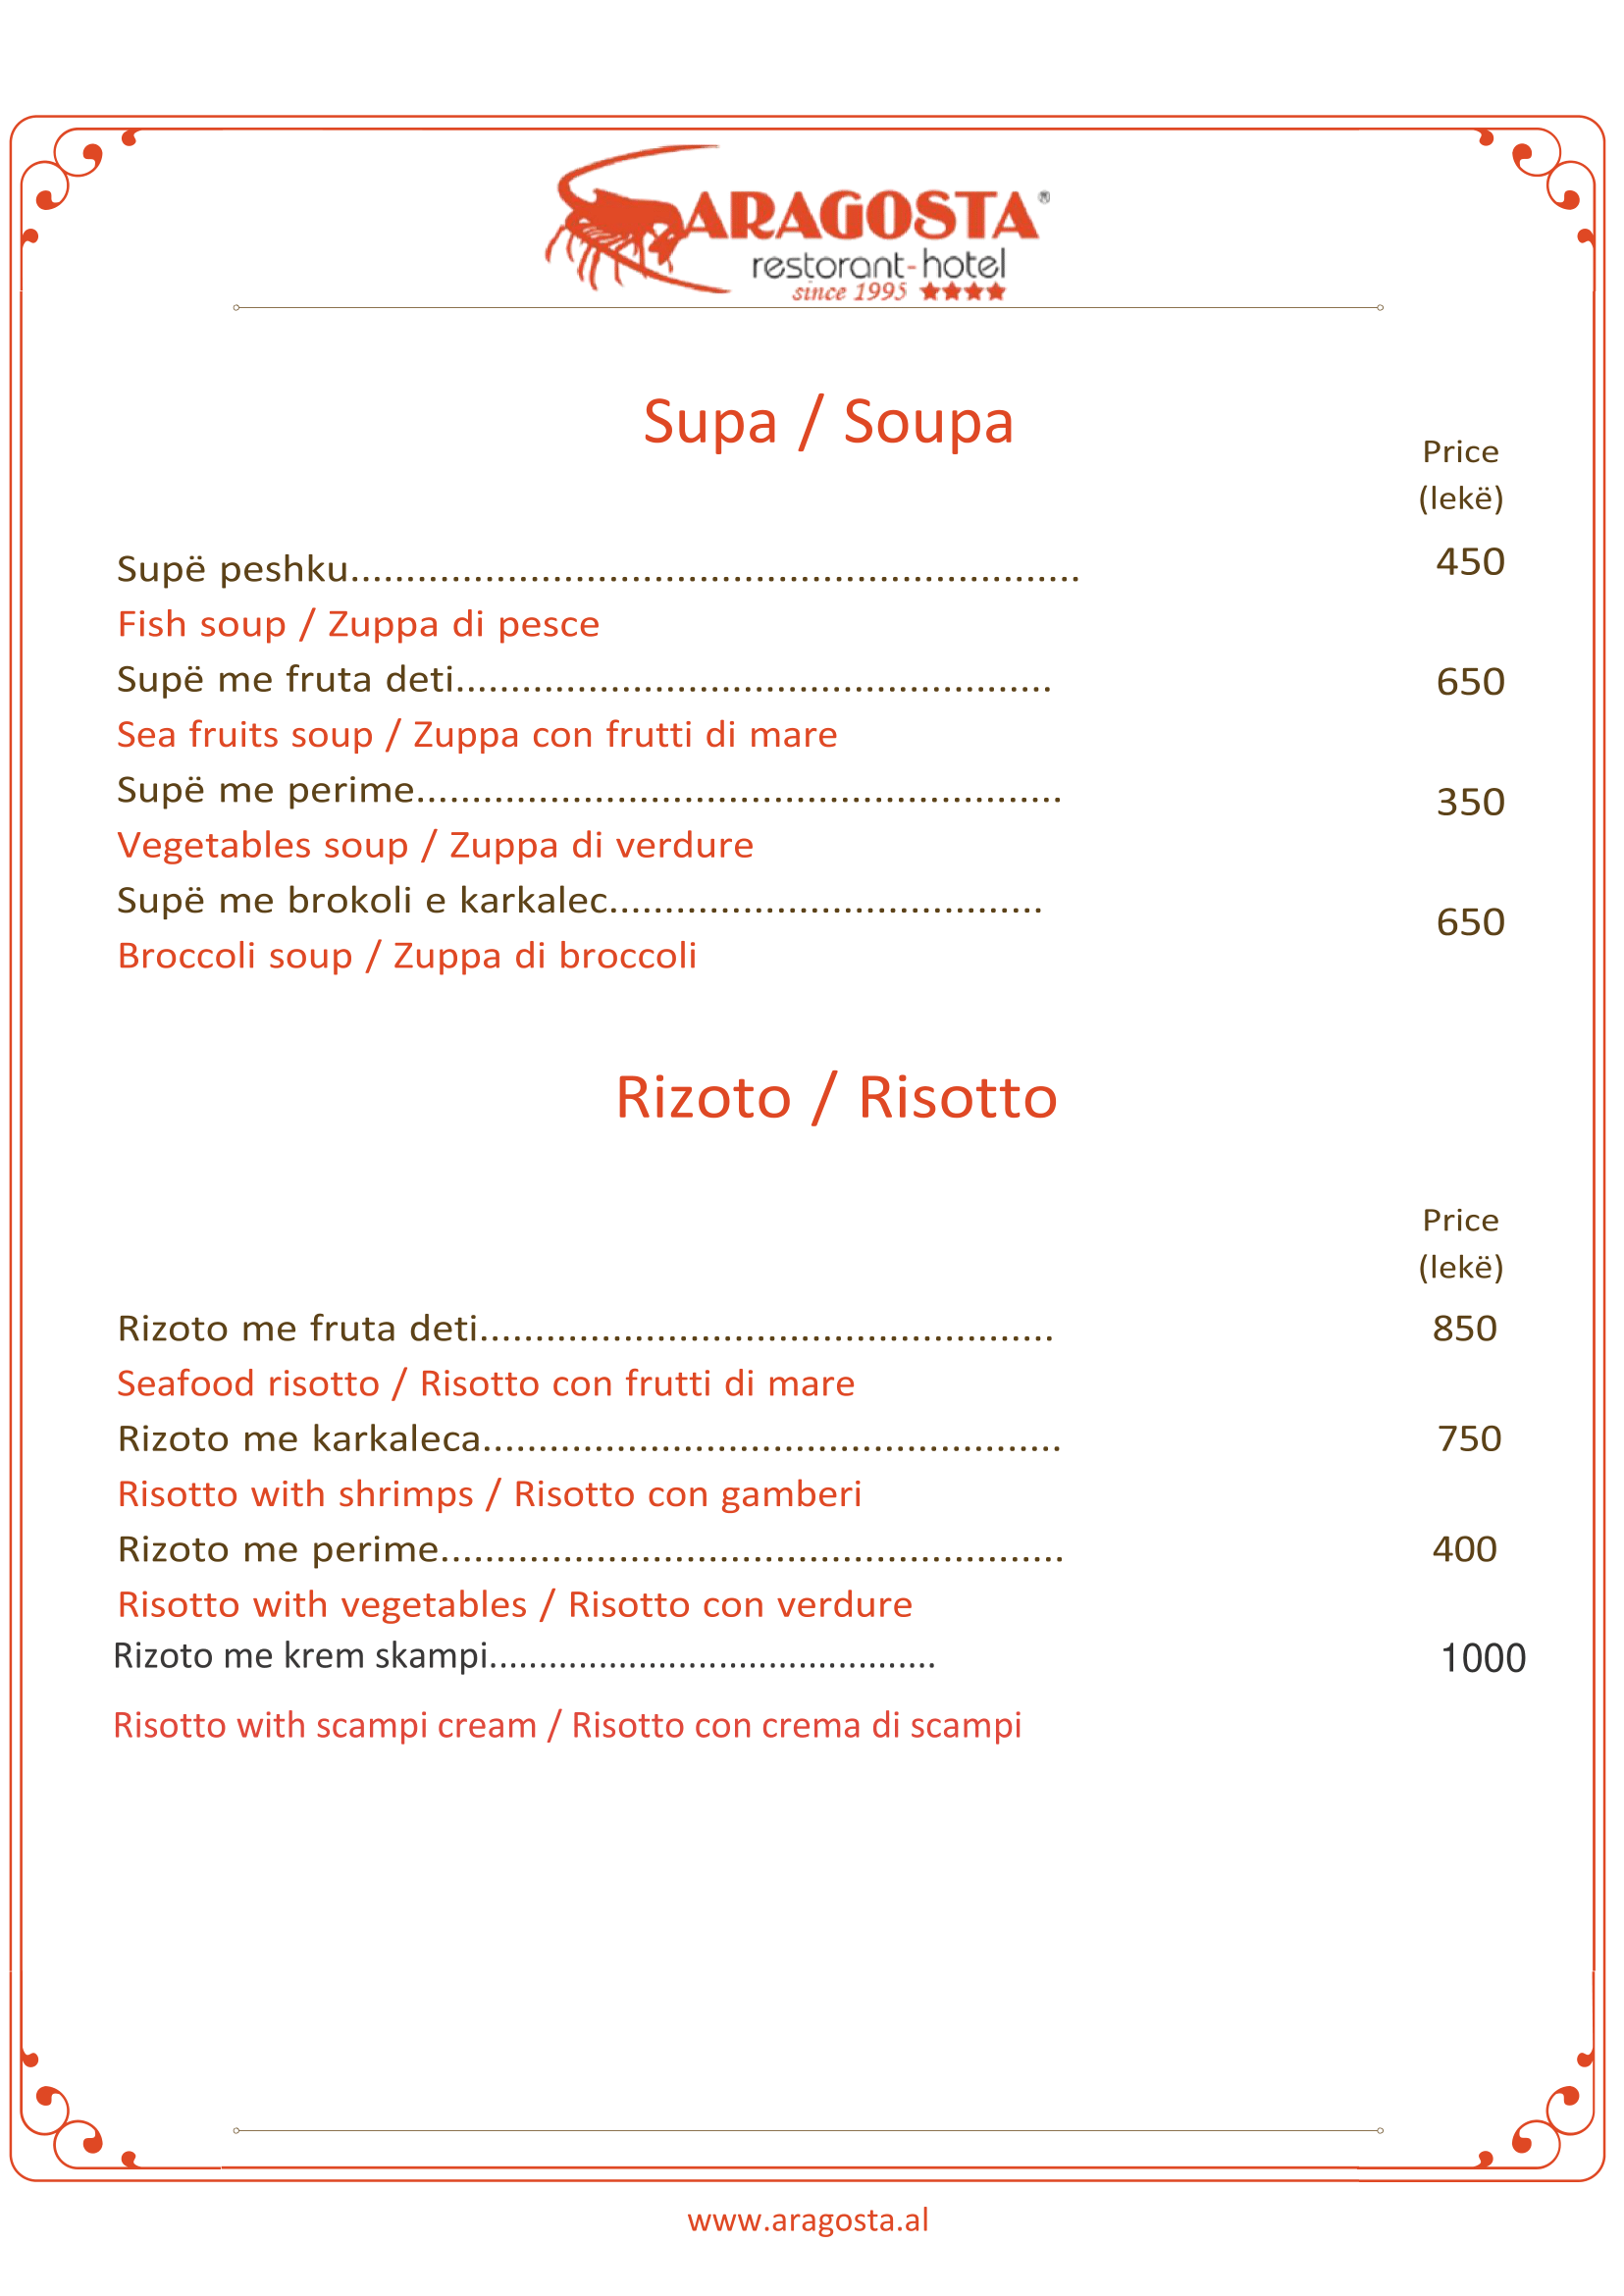 ARAGOSTA®
restorant-hotel
since 1995
Supa / Soupa
Price
(lekë)
Supë peshku.................................................................. 450
Fish soup / Zuppa di pesce
Supë me fruta deti...................................................... 650
Sea fruits soup / Zuppa con frutti di mare
Supë me perime.......................................................... 350
Vegetables soup / Zuppa di verdure
Supë me brokoli e karkalec....................................... 650
Broccoli soup / Zuppa di broccoli
Rizoto / Risotto
Price
(lekë)
Rizoto me fruta deti.................................................... 850
Seafood risotto / Risotto con frutti di mare
Rizoto me karkaleca.................................................... 750
Risotto with shrimps / Risotto con gamberi
Rizoto me perime........................................................ 400
Risotto with vegetables / Risotto con verdure
Rizoto me krem skampi........................................... 1000
Risotto with scampi cream / Risotto con crema di scampi
www.aragosta.al